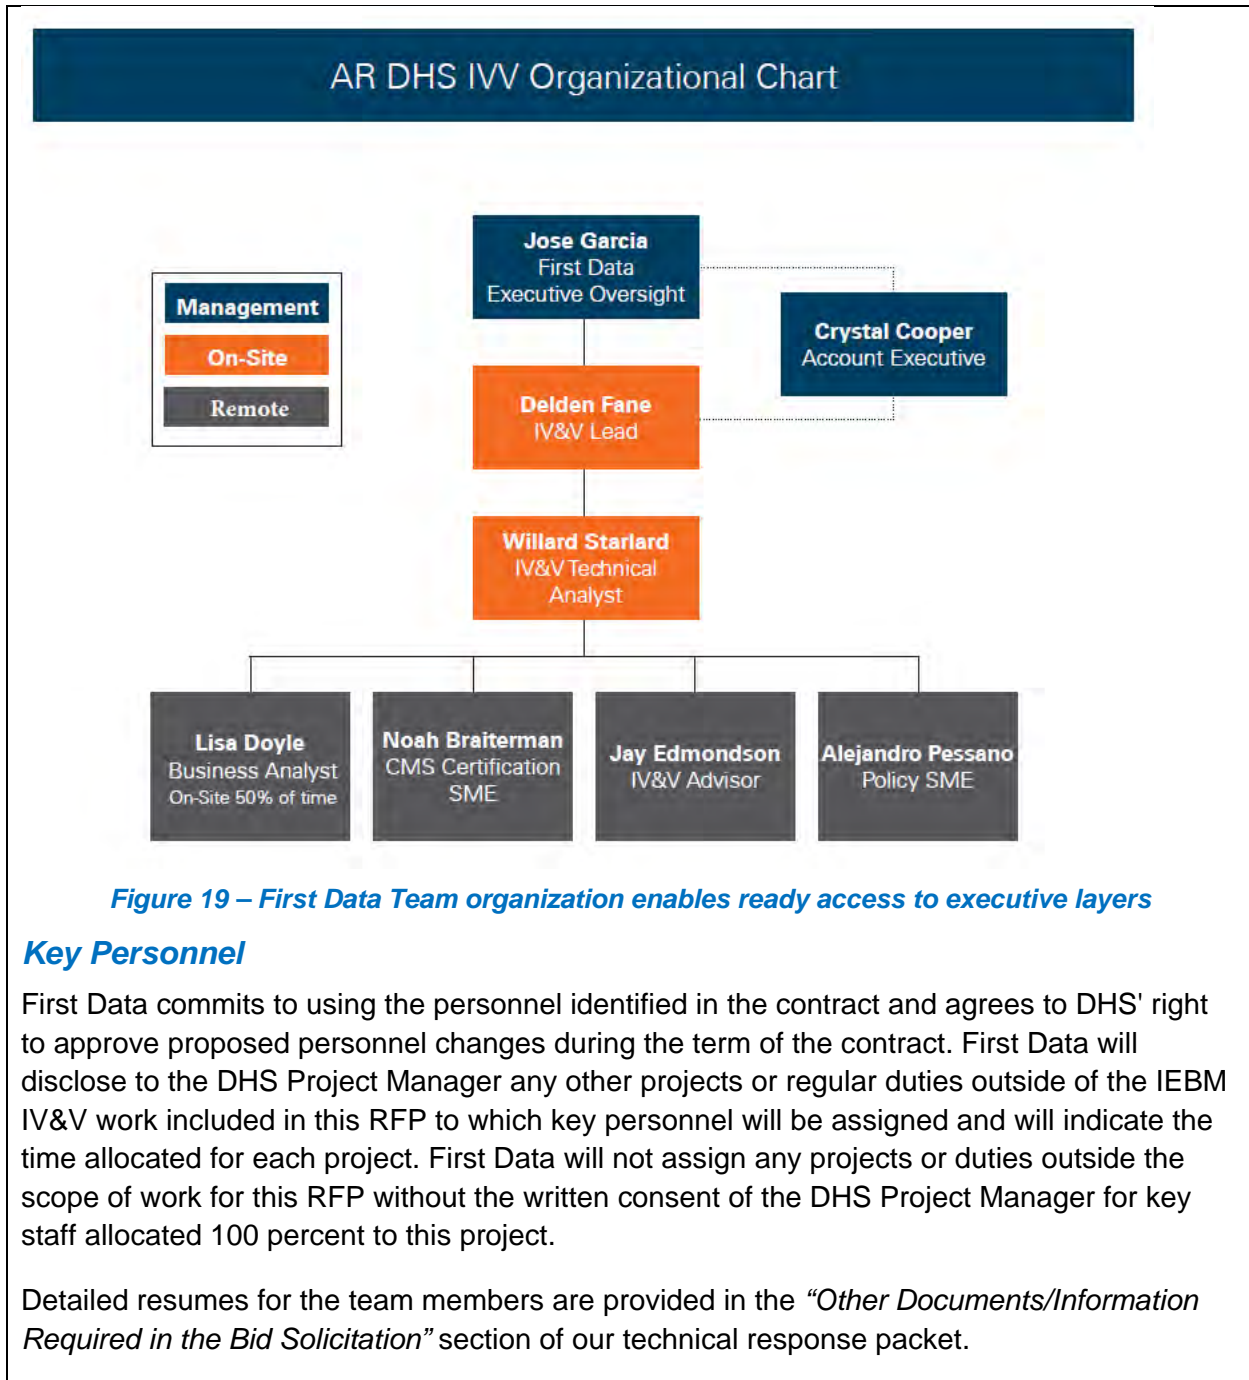 AR DHS IVV Organizational Chart
Jose Garcia
First Data
Executive Oversight
Management
On-Site
Remote
Crystal Cooper
Account Executive
Delden Fane
IV&V Lead
Willard Starlard
IV&V Technical
Analyst
Lisa Doyle
Business Analyst
On-Site 50% of time
Noah Braiterman
CMS Certification
SME
Jay Edmondson
IV&V Advisor
Alejandro Pessano
Policy SME
Figure 19 – First Data Team organization enables ready access to executive layers
Key Personnel
First Data commits to using the personnel identified in the contract and agrees to DHS' right
to approve proposed personnel changes during the term of the contract. First Data will
disclose to the DHS Project Manager any other projects or regular duties outside of the IEBM
IV&V work included in this RFP to which key personnel will be assigned and will indicate the
time allocated for each project. First Data will not assign any projects or duties outside the
scope of work for this RFP without the written consent of the DHS Project Manager for key
staff allocated 100 percent to this project.
Detailed resumes for the team members are provided in the “Other Documents/Information
Required in the Bid Solicitation” section of our technical response packet.